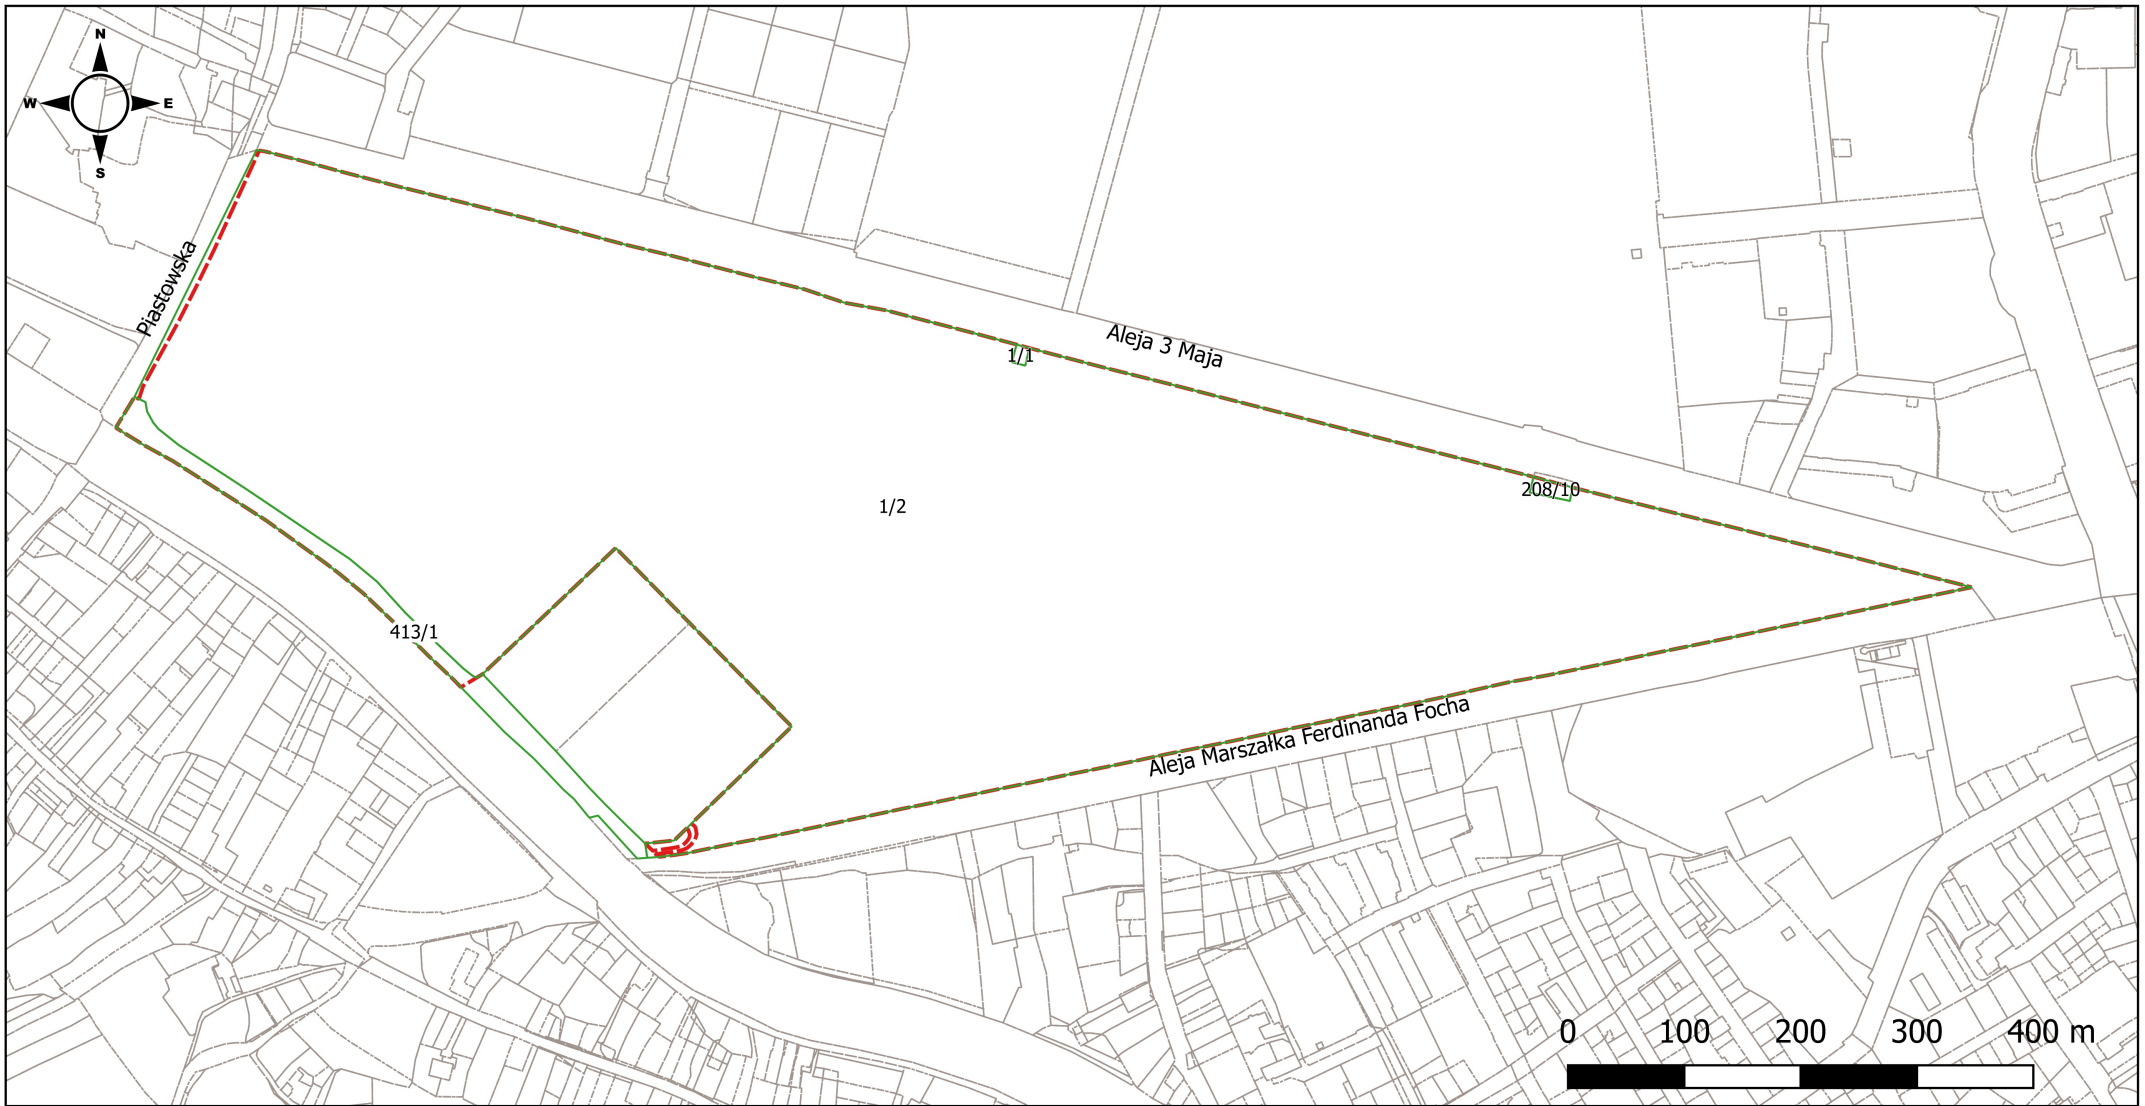 N
W E
S
Piastowska
Aleja 3 Maja
1/1
208/10
1/2
413/1
Aleja Marszałka Ferdinanda Focha
0 100 200 300 400 m